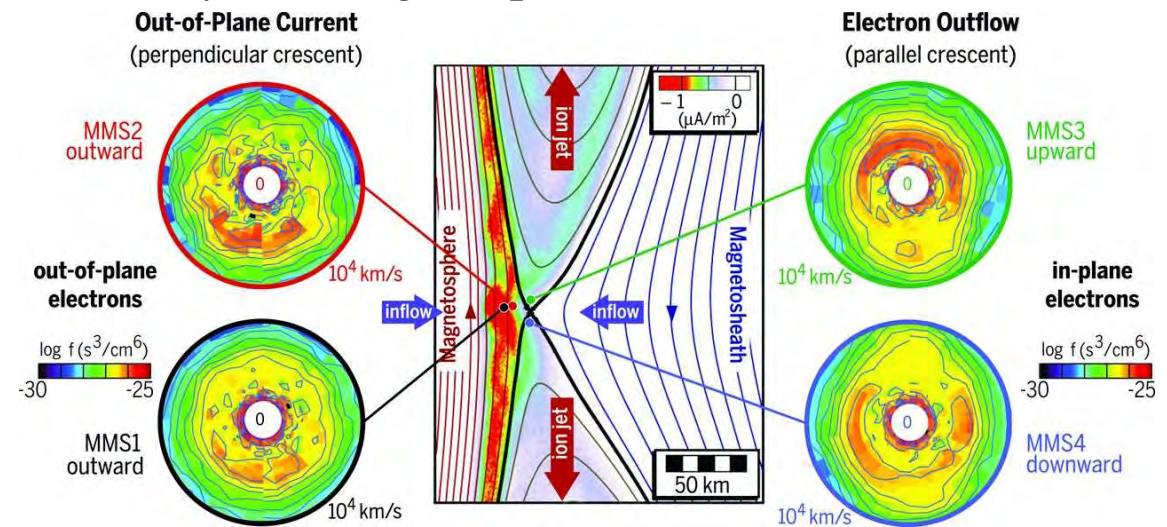 Out-of-Plane Current
(perpendicular crescent)
Electron Outflow
(parallel crescent)
MMS2
outward
0
10⁴ km/s
out-of-plane
electrons
log f (s³/cm⁶)
-30
-25
MMS1
outward
0
10⁴ km/s
ion jet
−1
0
(μA/m²)
Magnetosphere
inflow
inflow
Magnetosheath
ion jet
50 km
0
MMS3
upward
10⁴ km/s
in-plane
electrons
log f (s³/cm⁶)
-30
-25
0
MMS4
downward
10⁴ km/s